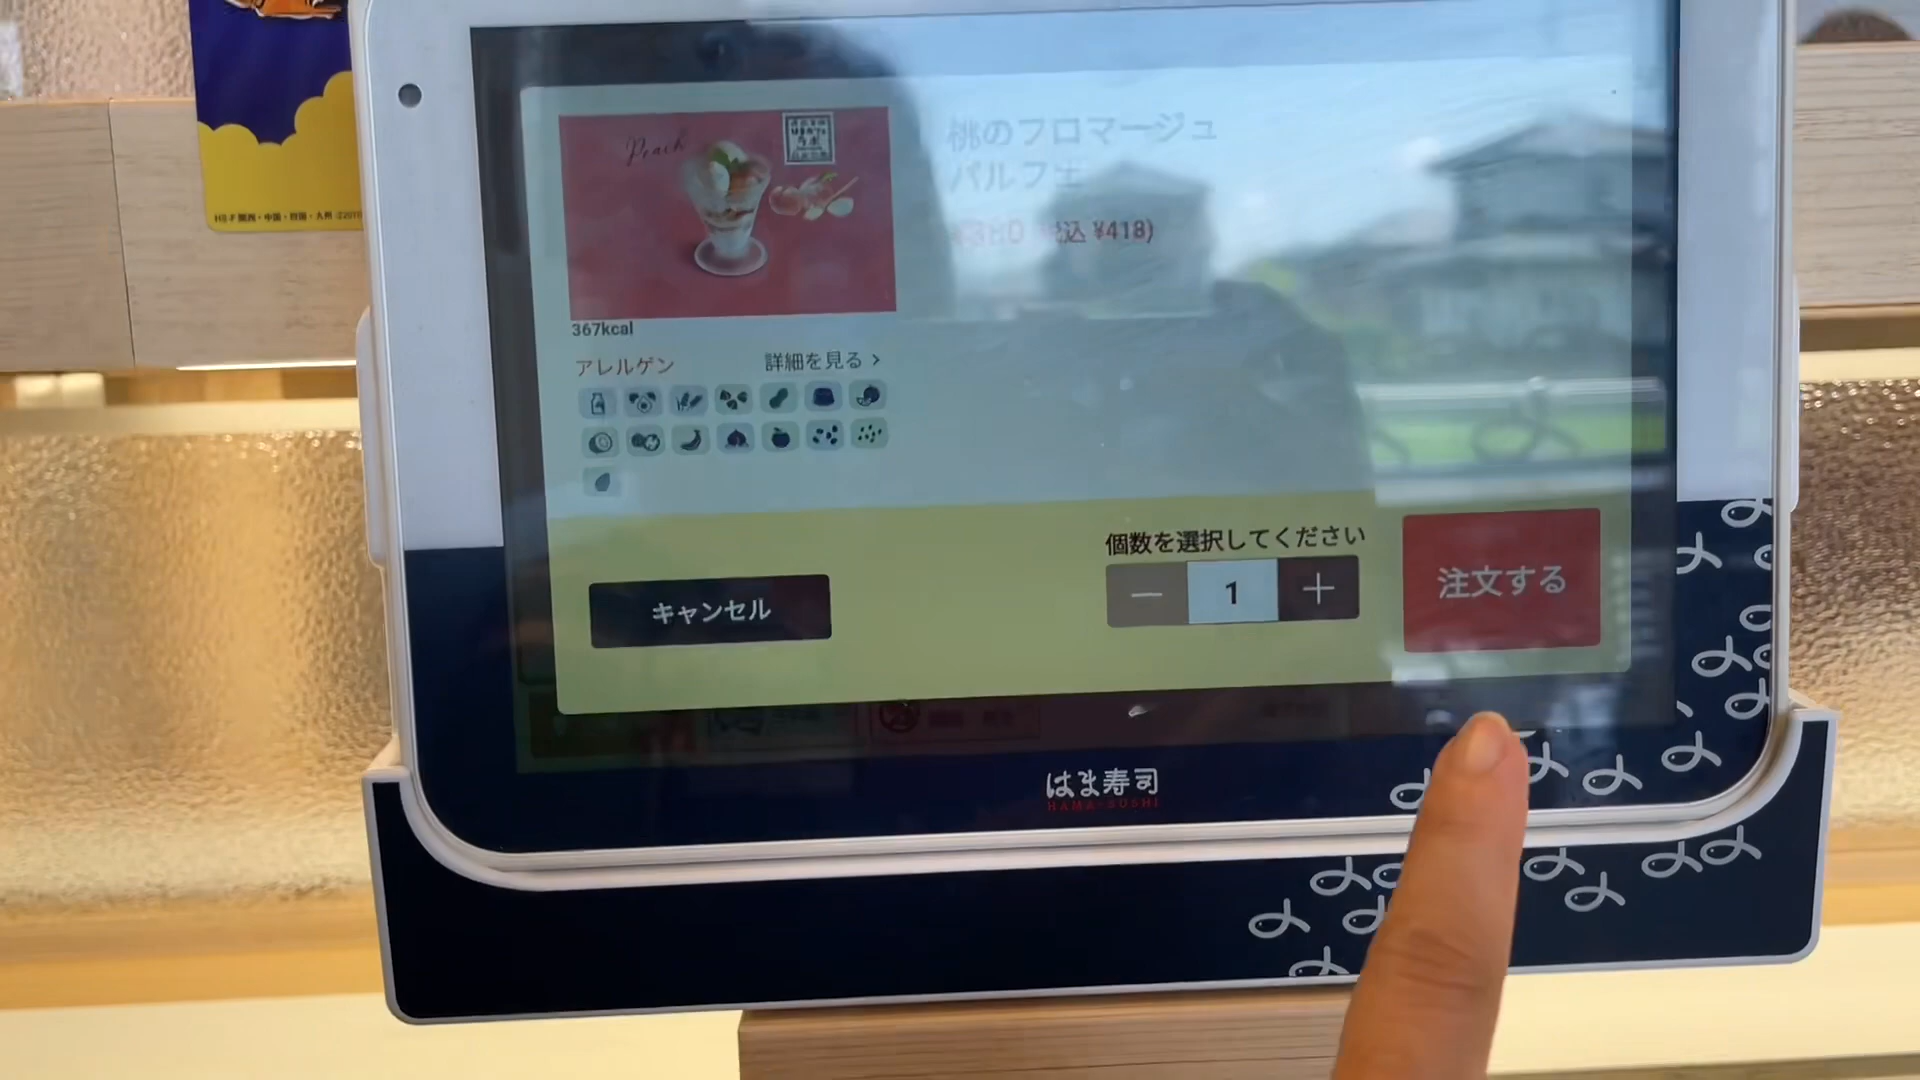 Peach
桃のフロマージュ
パルフェ
税込 ¥418)
367kcal
アレルゲン
詳細を見る >
個数を選択してください
キャンセル
— 1 +
注文する
はま寿司
HAMA-SUSHI